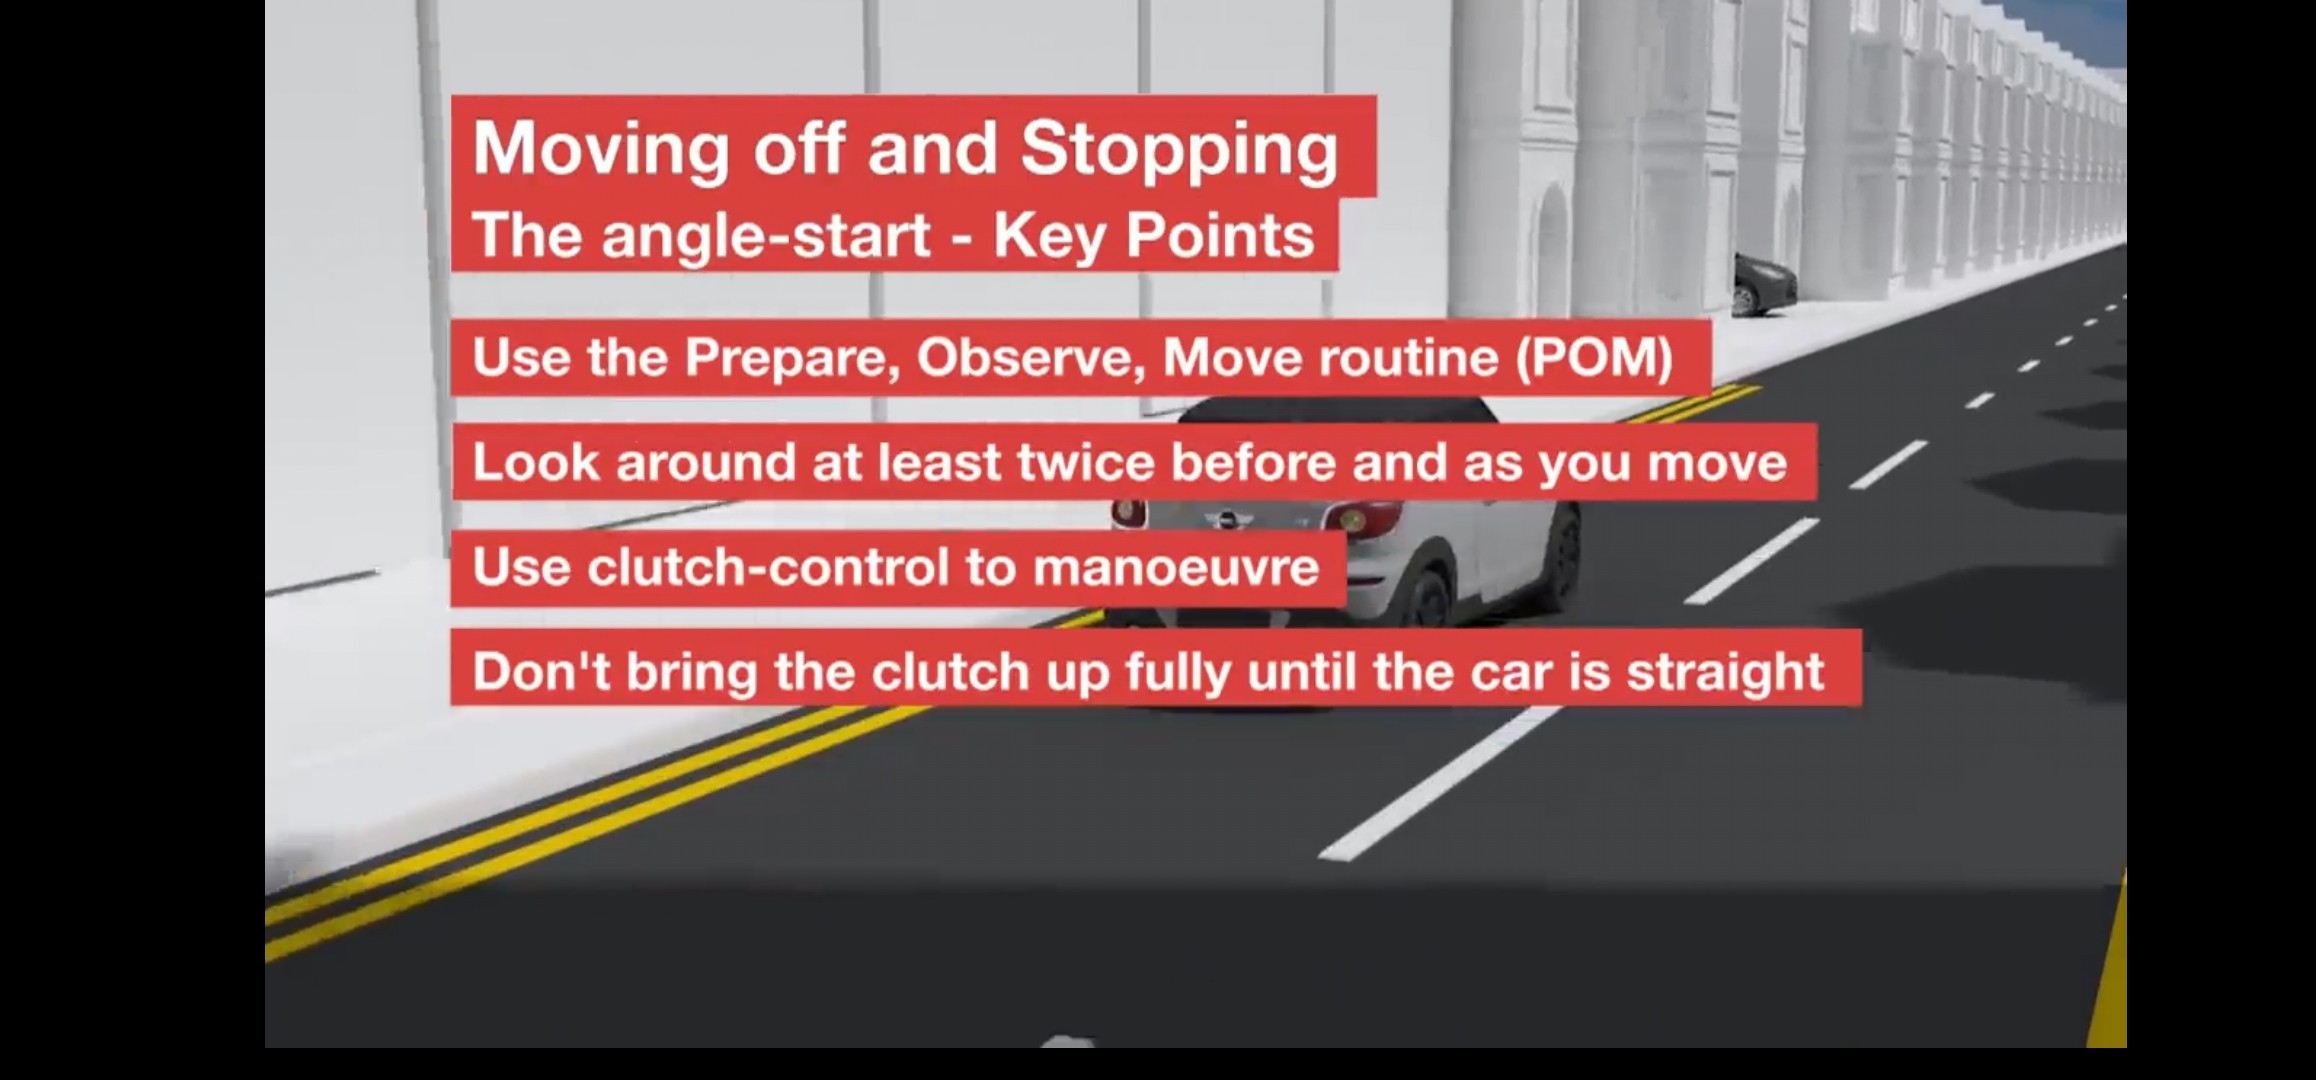 Moving off and Stopping
The angle-start - Key Points
Use the Prepare, Observe, Move routine (POM)
Look around at least twice before and as you move
Use clutch-control to manoeuvre
Don't bring the clutch up fully until the car is straight